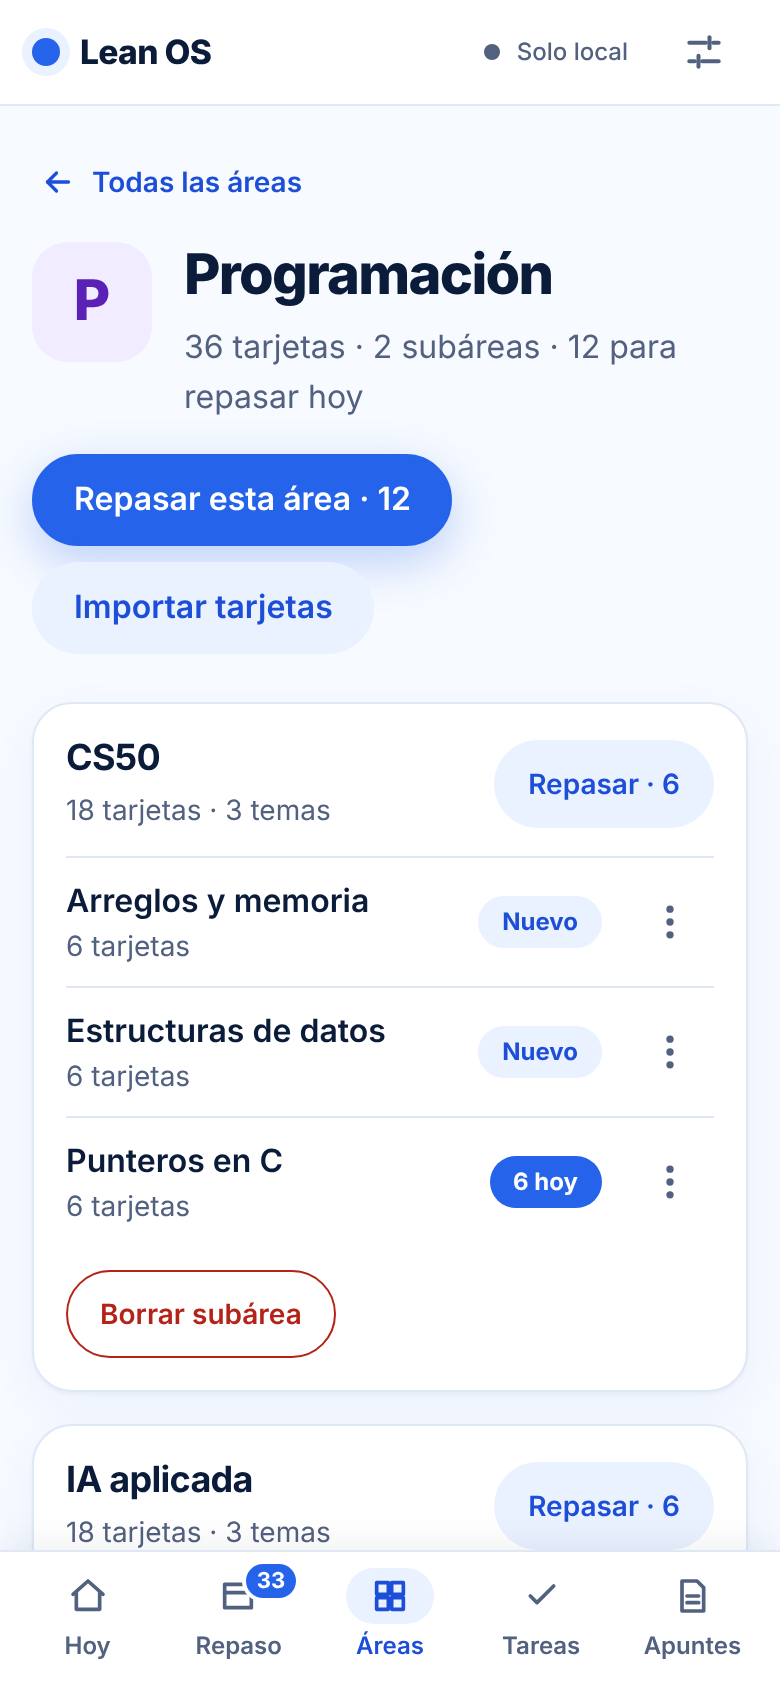 Lean OS
Solo local
Todas las áreas
P
Programación
36 tarjetas · 2 subáreas · 12 para
repasar hoy
Repasar esta área · 12
Importar tarjetas
CS50
18 tarjetas · 3 temas
Repasar · 6
Arreglos y memoria
6 tarjetas
Nuevo
Estructuras de datos
6 tarjetas
Nuevo
Punteros en C
6 tarjetas
6 hoy
Borrar subárea
IA aplicada
18 tarjetas · 3 temas
Repasar · 6
Hoy
33
Repaso
Áreas
Tareas
Apuntes